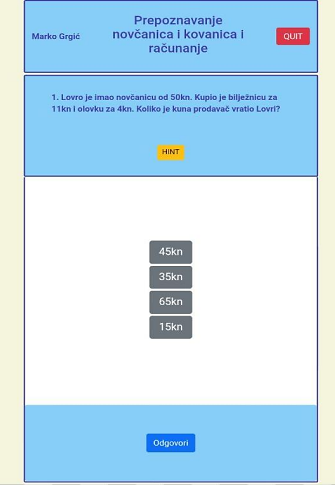 Marko Grgić
Prepoznavanje
novčanica i kovanica i
računanje
QUIT
1. Lovro je imao novčanicu od 50kn. Kupio je bilježnicu za
11kn i olovku za 4kn. Koliko je kuna prodavač vratio Lovri?
HINT
45kn
35kn
65kn
15kn
Odgovori